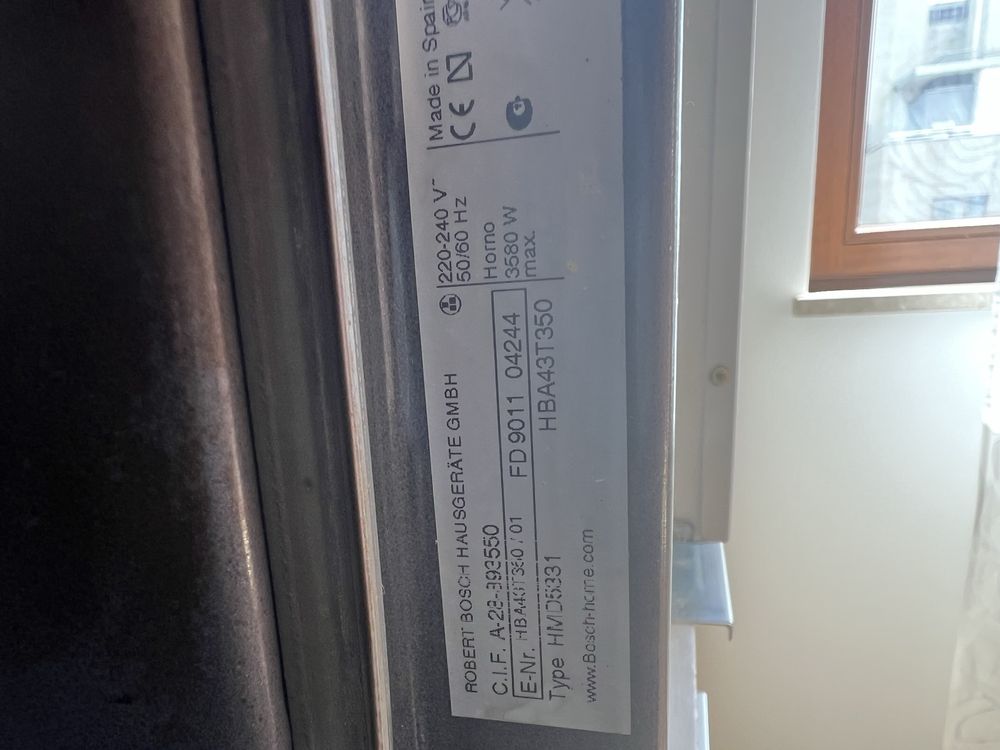 ROBERT BOSCH HAUSGERÄTE GMBH
C.I.F. A-28-893550
E-Nr. HBA43T350 / 01 FD 9011 04244
Type HMD5331 HBA43T350
www.Bosch-home.com
220-240 V~
50/60 Hz
Horno
3580 W
max.
Made in Spain
CE N